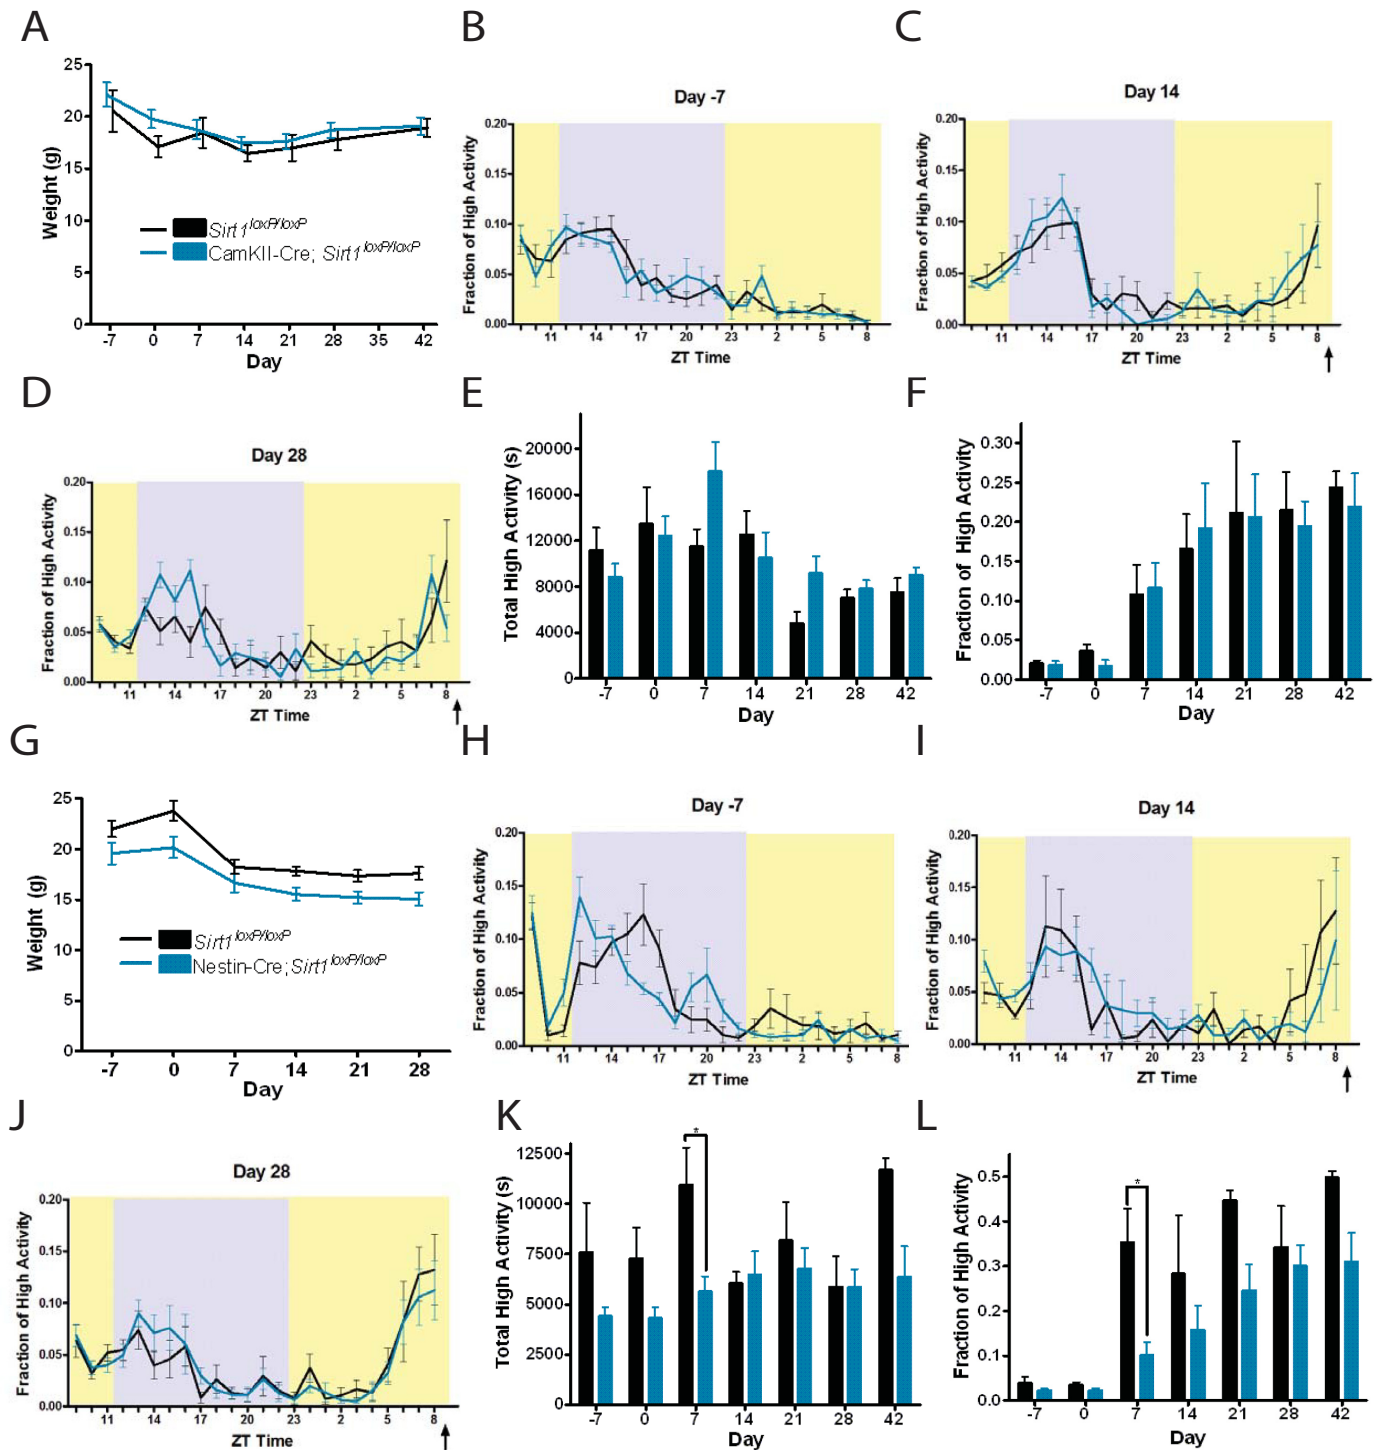 A
Weight (g)
25
20
15
10
5
0
Sirt1 loxP/loxP
CamKII-Cre; Sirt1 loxP/loxP
-7 0 7 14 21 28 35 42
Day
B
Day -7
Fraction of High Activity
0.20
0.15
0.10
0.05
0.00
11 14 17 20 23 2 5 8
ZT Time
C
Day 14
Fraction of High Activity
0.20
0.15
0.10
0.05
0.00
11 14 17 20 23 2 5 8
ZT Time
D
Day 28
Fraction of High Activity
0.20
0.15
0.10
0.05
0.00
11 14 17 20 23 2 5 8
ZT Time
E
Total High Activity (s)
20000
16000
12000
8000
4000
0
-7 0 7 14 21 28 42
Day
F
Fraction of High Activity
0.30
0.25
0.20
0.15
0.10
0.05
0.00
-7 0 7 14 21 28 42
Day
G
Weight (g)
25
20
15
10
5
0
Sirt1 loxP/loxP
Nestin-Cre; Sirt1 loxP/loxP
-7 0 7 14 21 28
Day
H
Day -7
Fraction of High Activity
0.20
0.15
0.10
0.05
0.00
11 14 17 20 23 2 5 8
ZT Time
I
Day 14
Fraction of High Activity
0.20
0.15
0.10
0.05
0.00
11 14 17 20 23 2 5 8
ZT Time
J
Day 28
Fraction of High Activity
0.20
0.15
0.10
0.05
0.00
11 14 17 20 23 2 5 8
ZT Time
K
Total High Activity (s)
12500
10000
7500
5000
2500
0
*
-7 0 7 14 21 28 42
Day
L
Fraction of High Activity
0.5
0.4
0.3
0.2
0.1
0.0
*
-7 0 7 14 21 28 42
Day